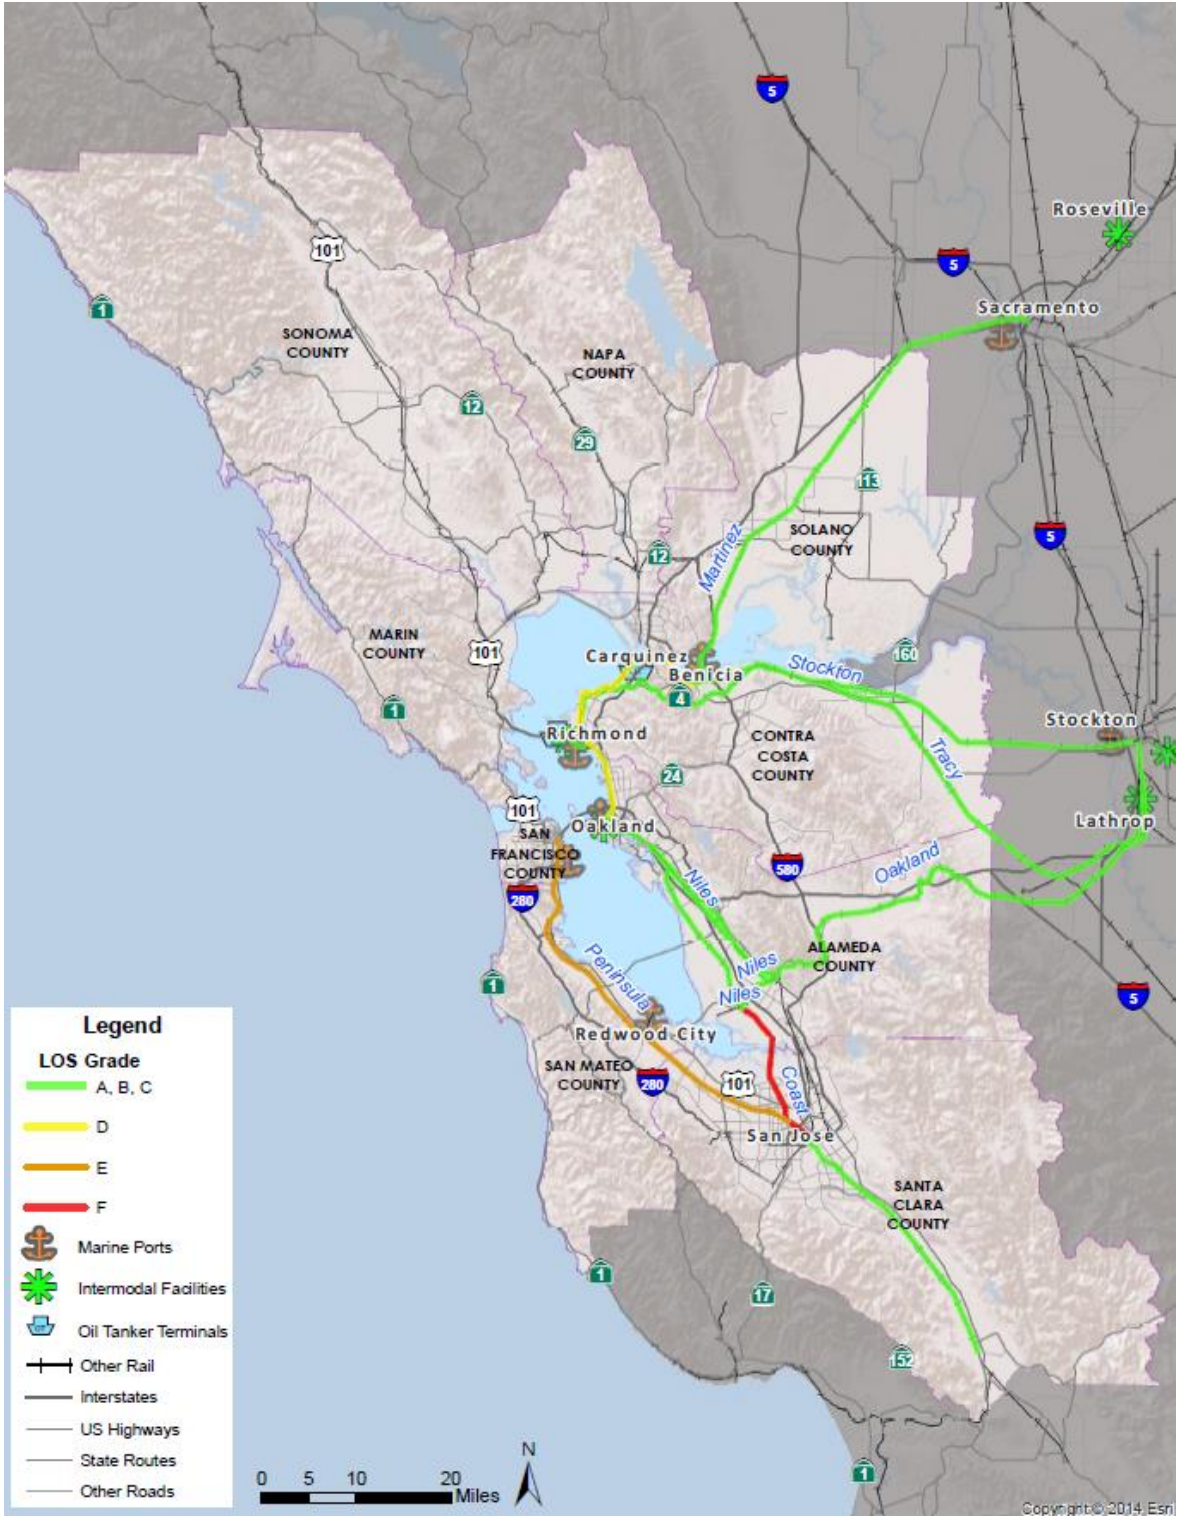 5
Roseville
101
5
Sacramento
1
SONOMA
COUNTY
NAPA
COUNTY
12
29
113
SOLANO
COUNTY
5
Martinez
12
MARIN
COUNTY
101
160
Carquinez
Benicia
Stockton
4
1
Stockton
Richmond
CONTRA
COSTA
COUNTY
Tracy
24
101
Oakland
Lathrop
SAN
FRANCISCO
COUNTY
580
Oakland
Niles
280
ALAMEDA
COUNTY
Niles
Niles
Peninsula
1
5
Redwood City
SAN MATEO
COUNTY
280
101
Coast
San Jose
SANTA
CLARA
COUNTY
1
17
152
1
Legend
LOS Grade
A, B, C
D
E
F
Marine Ports
Intermodal Facilities
OT
Oil Tanker Terminals
Other Rail
Interstates
US Highways
State Routes
Other Roads
N
0 5 10 20
Miles
Copyright © 2014 Esri